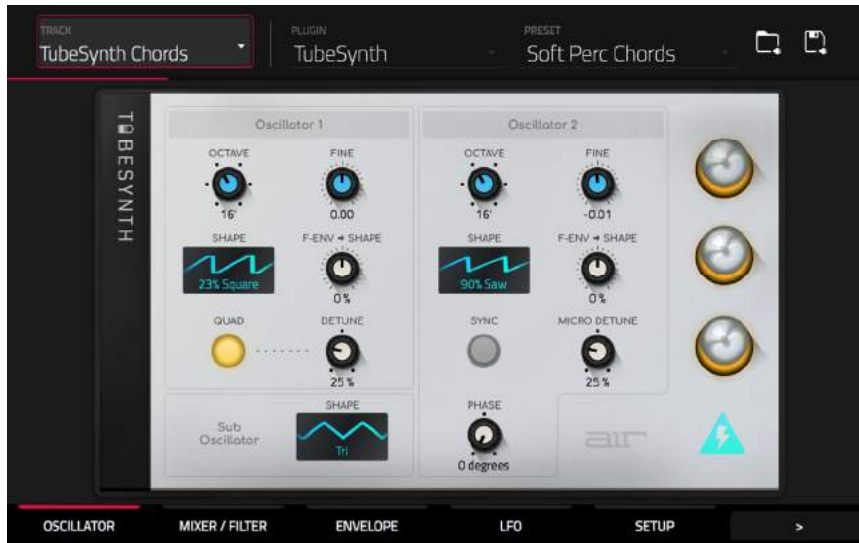 TRACK
TubeSynth Chords
PLUGIN
TubeSynth
PRESET
Soft Perc Chords
TUBESYNTH
Oscillator 1
OCTAVE
FINE
16'
0.00
SHAPE
F-ENV → SHAPE
23% Square
0 %
QUAD
DETUNE
25 %
Sub
Oscillator
SHAPE
Tri
Oscillator 2
OCTAVE
FINE
16'
-0.01
SHAPE
F-ENV → SHAPE
90% Saw
0 %
SYNC
MICRO DETUNE
25 %
PHASE
0 degrees
air
OSCILLATOR
MIXER / FILTER
ENVELOPE
LFO
SETUP
>